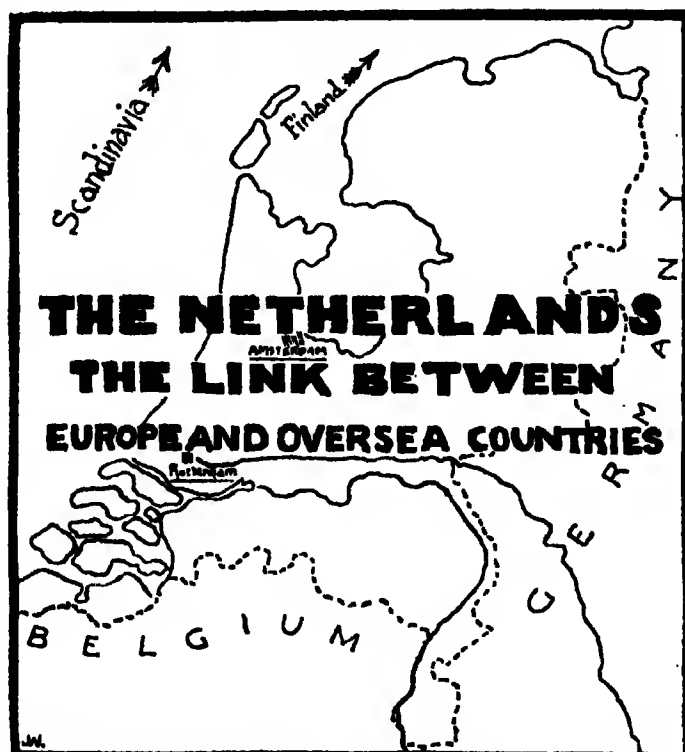 Scandinavia
Finland
THE NETHERLANDS
AMSTERDAM
THE LINK BETWEEN
EUROPE AND OVERSEA COUNTRIES
Rotterdam
GERMANY
BELGIUM
J.W.